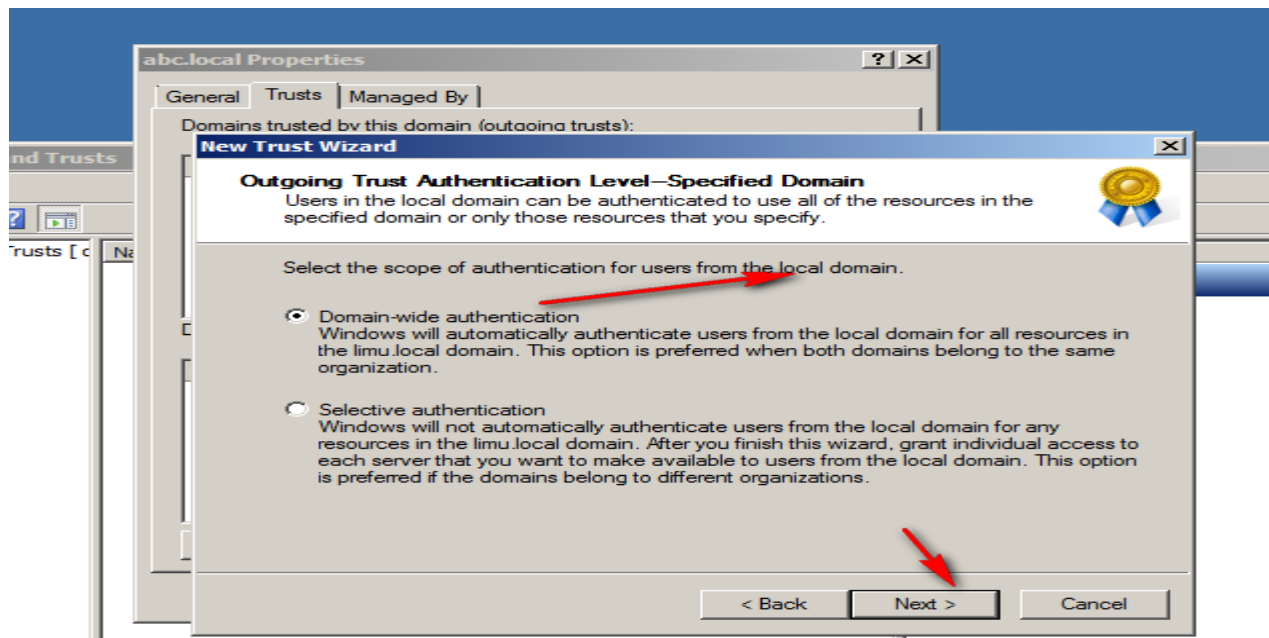 abc.local Properties
General Trusts Managed By
Domains trusted by this domain (outgoing trusts):
nd Trusts
New Trust Wizard
Outgoing Trust Authentication Level–Specified Domain
Users in the local domain can be authenticated to use all of the resources in the
specified domain or only those resources that you specify.
Trusts [
Select the scope of authentication for users from the local domain.
Domain-wide authentication
Windows will automatically authenticate users from the local domain for all resources in
the limu.local domain. This option is preferred when both domains belong to the same
organization.
Selective authentication
Windows will not automatically authenticate users from the local domain for any
resources in the limu.local domain. After you finish this wizard, grant individual access to
each server that you want to make available to users from the local domain. This option
is preferred if the domains belong to different organizations.
< Back Next > Cancel